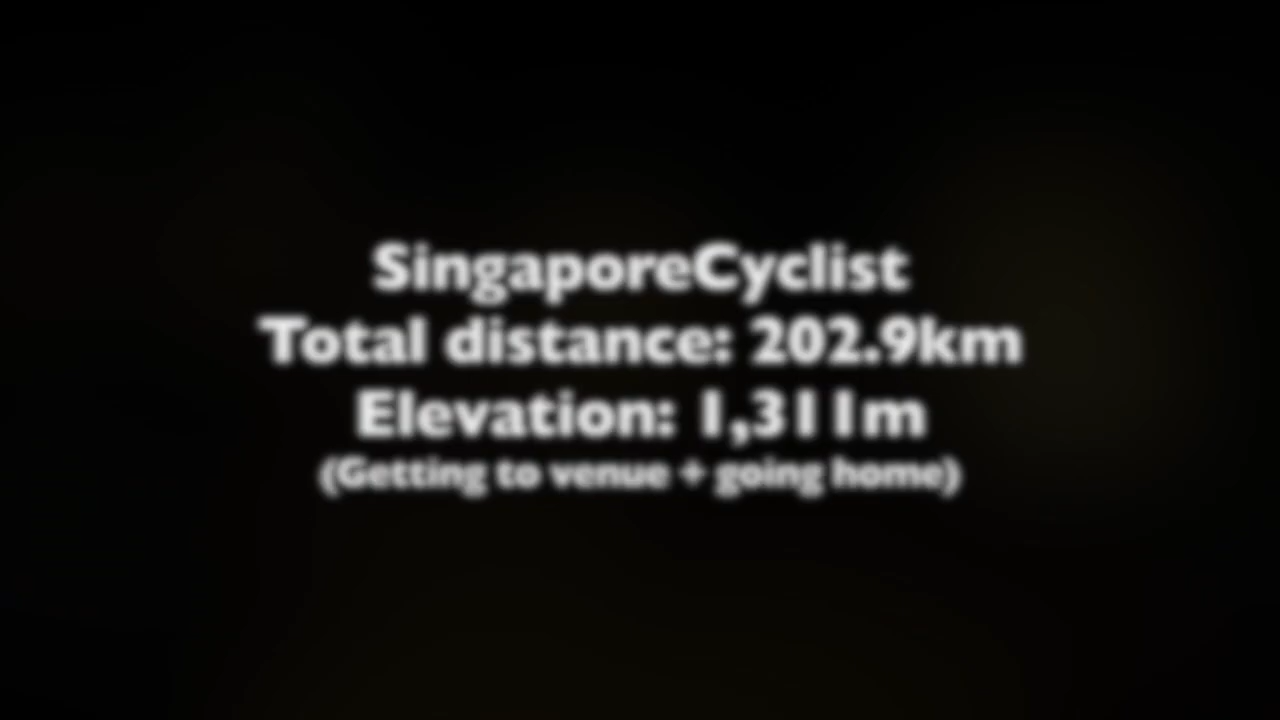 SingaporeCyclist
Total distance: 202.9km
Elevation: 1,311m
(Getting to venue + going home)